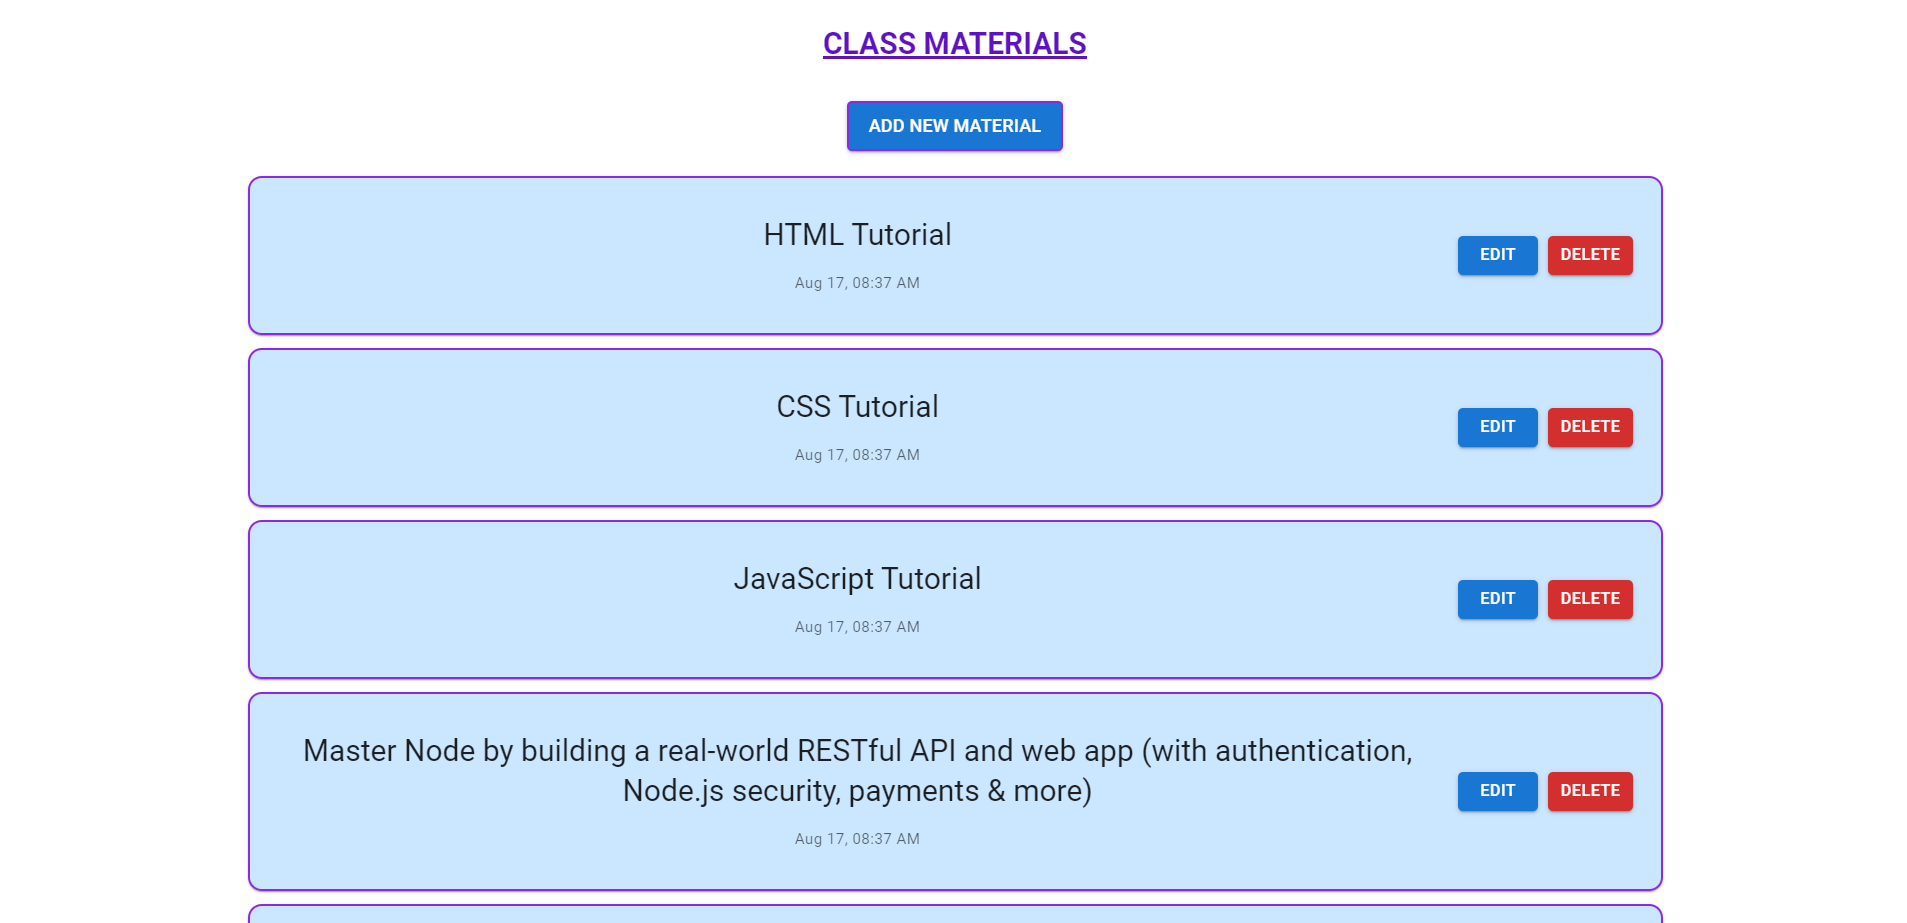 CLASS MATERIALS
ADD NEW MATERIAL
HTML Tutorial
Aug 17, 08:37 AM
EDIT
DELETE
CSS Tutorial
Aug 17, 08:37 AM
EDIT
DELETE
JavaScript Tutorial
Aug 17, 08:37 AM
EDIT
DELETE
Master Node by building a real-world RESTful API and web app (with authentication,
Node.js security, payments & more)
Aug 17, 08:37 AM
EDIT
DELETE